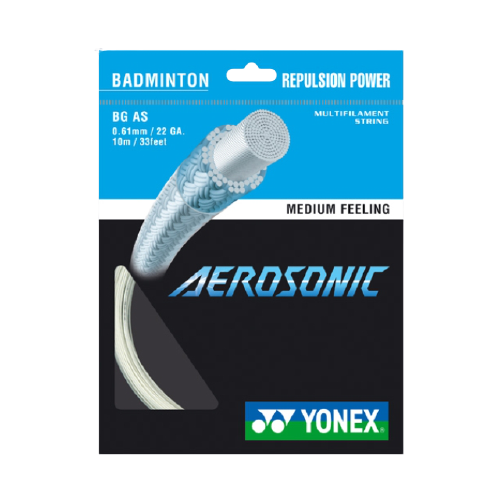 BADMINTON
REPULSION POWER
BG AS
0.61mm / 22 GA.
10m / 33feet
MULTIFILAMENT
STRING
MEDIUM FEELING
AEROSONIC
YONEX